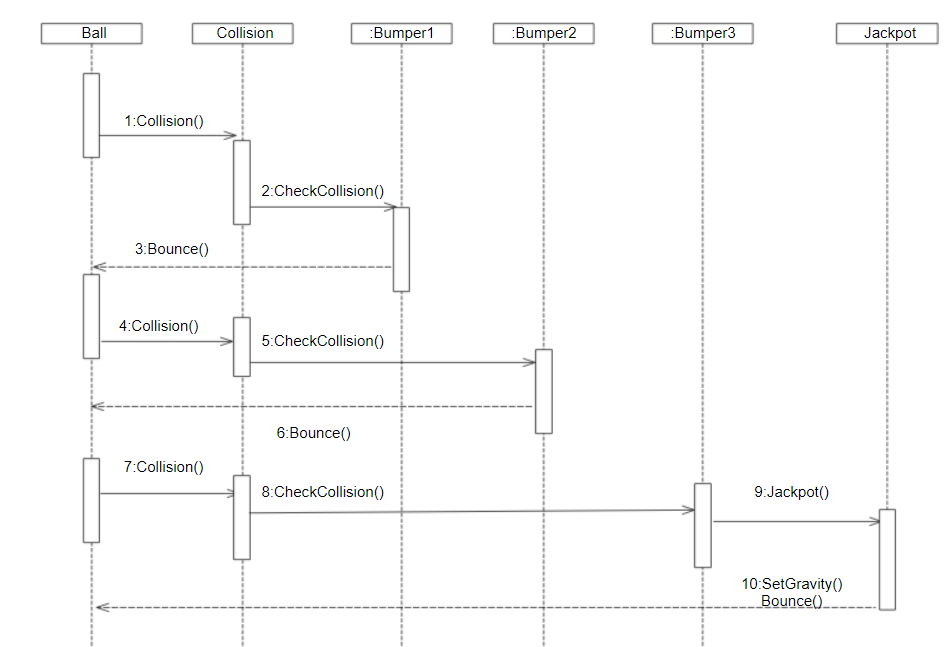 Ball
Collision
:Bumper1
:Bumper2
:Bumper3
Jackpot
1:Collision()
2:CheckCollision()
3:Bounce()
4:Collision()
5:CheckCollision()
6:Bounce()
7:Collision()
8:CheckCollision()
9:Jackpot()
10:SetGravity()
Bounce()